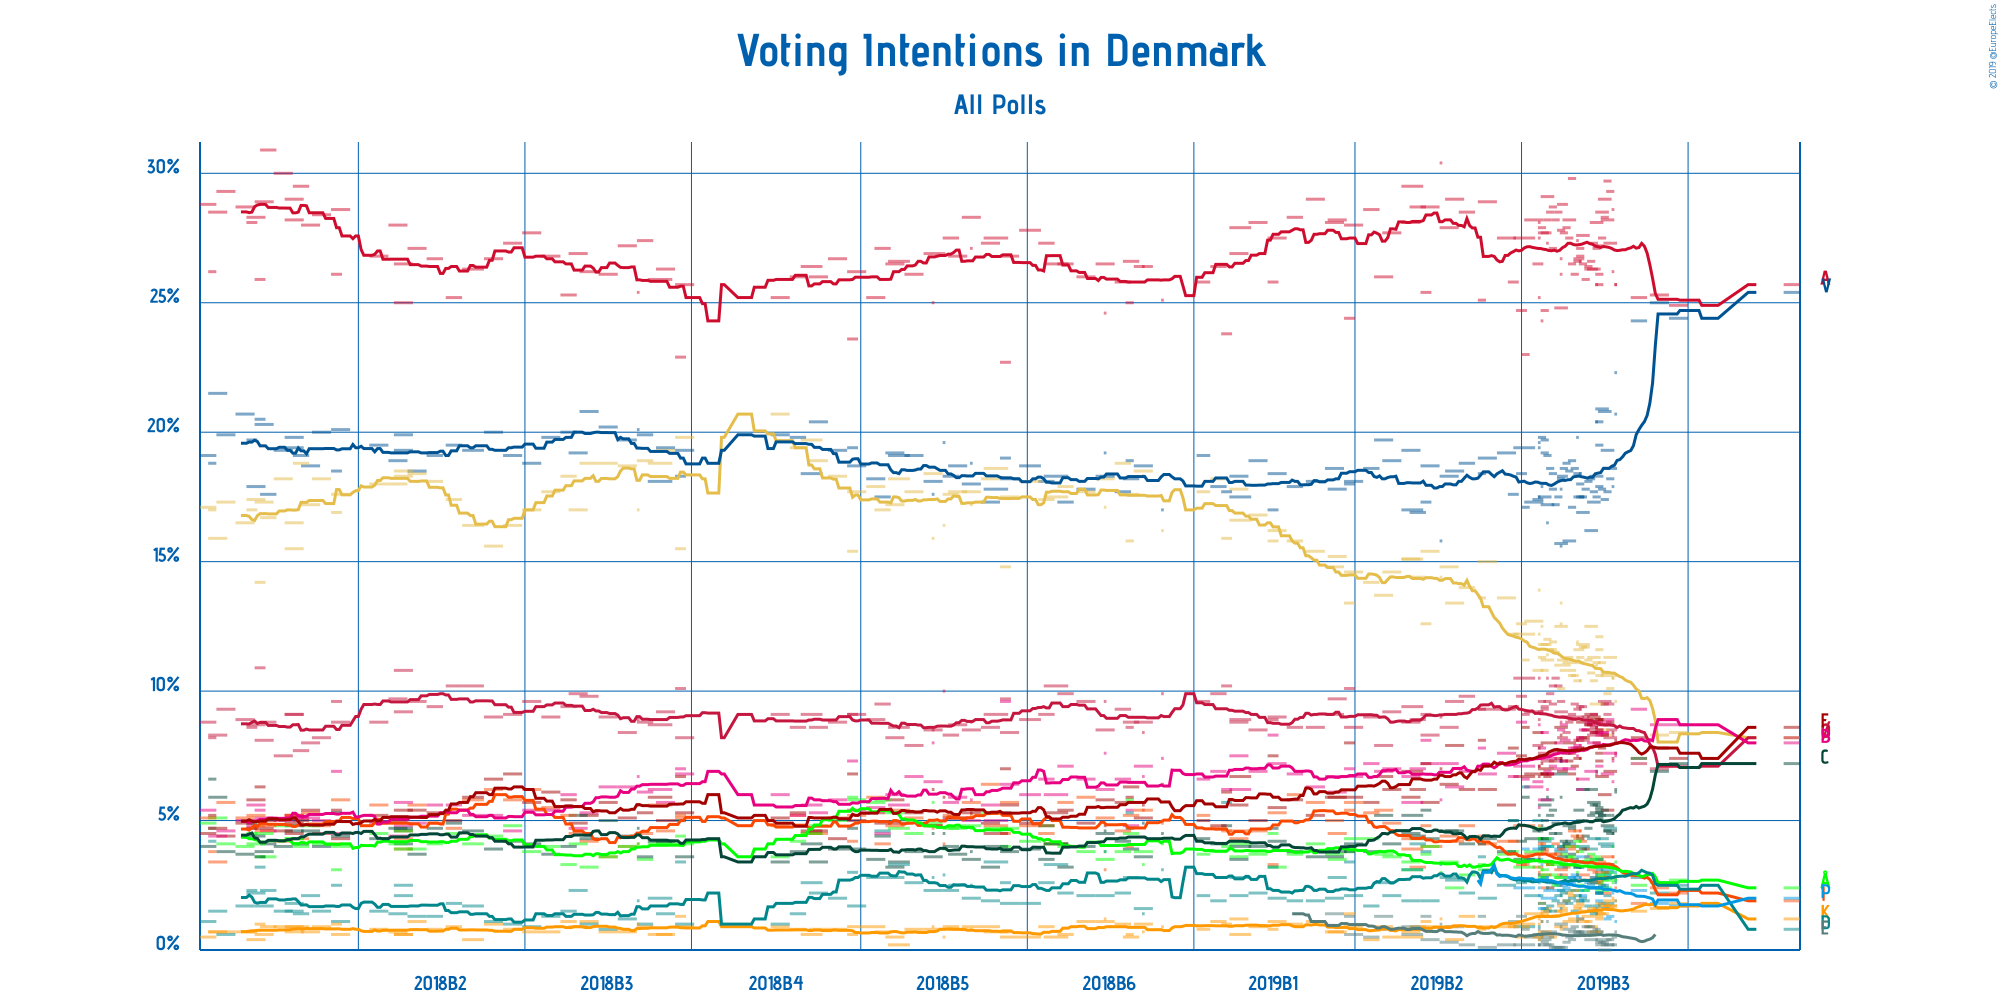 © 2019 @EuropeElects
Voting Intentions in Denmark
All Polls
30%
25%
20%
15%
10%
5%
0%
A
V
F
B
C
K
2018B2
2018B3
2018B4
2018B5
2018B6
2019B1
2019B2
2019B3